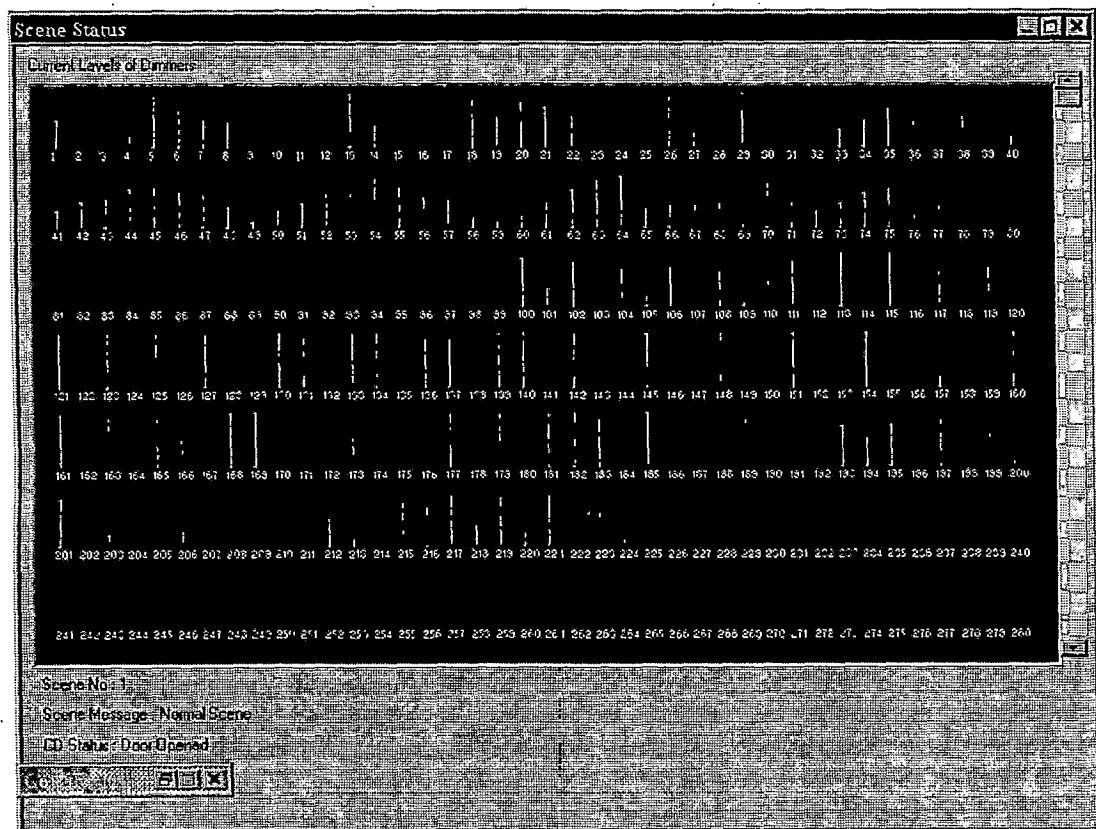 Scene Status
Current Levels of Dimmers
1 2 3 4 5 6 7 8 9 10 11 12 13 14 15 16 17 18 19 20 21 22 23 24 25 26 27 28 29 30 31 32 33 34 35 36 37 38 39 40
41 42 43 44 45 46 47 48 49 50 51 52 53 54 55 56 57 58 59 60 61 62 63 64 65 66 67 68 69 70 71 72 73 74 75 76 77 78 79 80
81 82 83 84 85 86 87 88 89 90 91 92 93 94 95 96 97 98 99 100 101 102 103 104 105 106 107 108 109 110 111 112 113 114 115 116 117 118 119 120
121 122 123 124 125 126 127 128 129 130 131 132 133 134 135 136 137 138 139 140 141 142 143 144 145 146 147 148 149 150 151 152 153 154 155 156 157 158 159 160
161 162 163 164 165 166 167 168 169 170 171 172 173 174 175 176 177 178 179 180 181 182 183 184 185 186 187 188 189 190 191 192 193 194 195 196 197 198 199 200
201 202 203 204 205 206 207 208 209 210 211 212 213 214 215 216 217 218 219 220 221 222 223 224 225 226 227 228 229 230 231 232 233 234 235 236 237 238 239 240
241 242 243 244 245 246 247 248 249 250 251 252 253 254 255 256 257 258 259 260 261 262 263 264 265 266 267 268 269 270 271 272 273 274 275 276 277 278 279 280
Scene No : 1
Scene Message : Normal Scene
CD Status : Door Opened